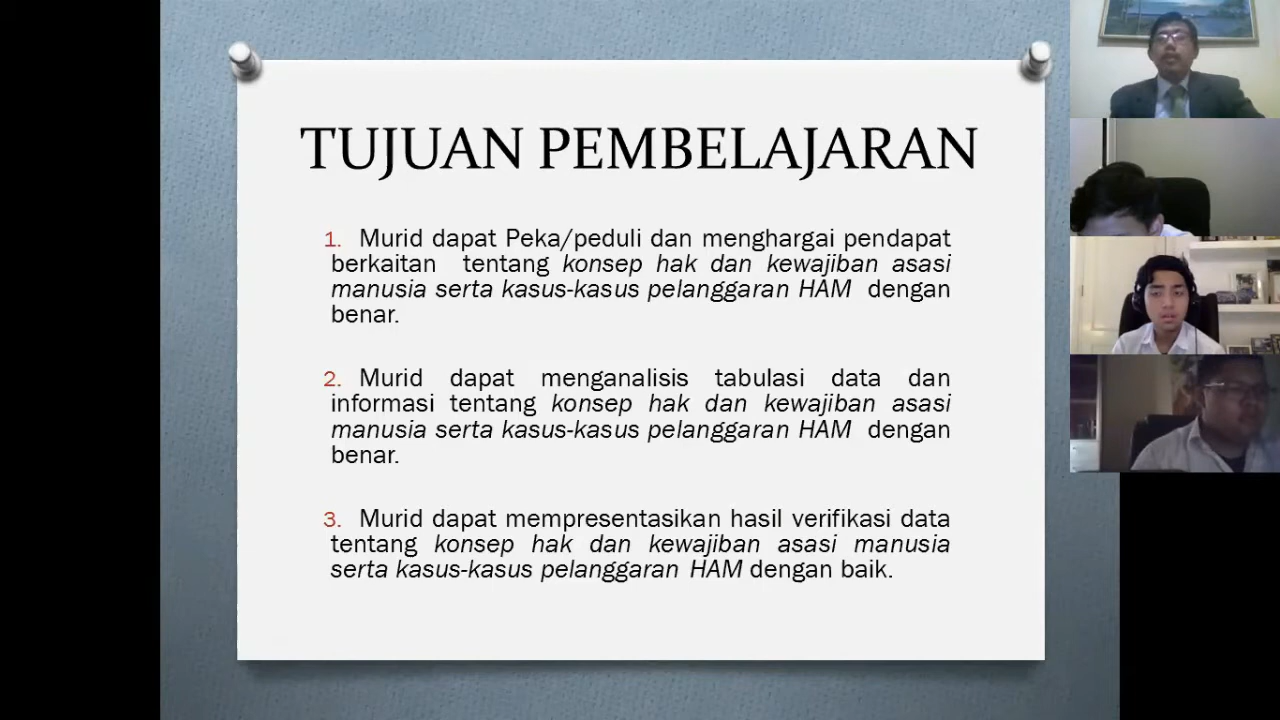 TUJUAN PEMBELAJARAN
1. Murid dapat Peka/peduli dan menghargai pendapat
berkaitan tentang konsep hak dan kewajiban asasi
manusia serta kasus-kasus pelanggaran HAM dengan
benar.
2. Murid dapat menganalisis tabulasi data dan
informasi tentang konsep hak dan kewajiban asasi
manusia serta kasus-kasus pelanggaran HAM dengan
benar.
3. Murid dapat mempresentasikan hasil verifikasi data
tentang konsep hak dan kewajiban asasi manusia
serta kasus-kasus pelanggaran HAM dengan baik.